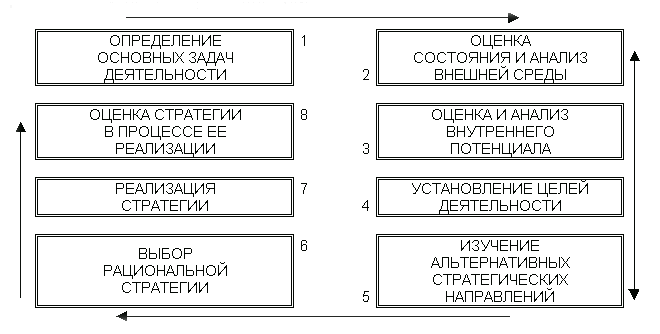 ОПРЕДЕЛЕНИЕ
ОСНОВНЫХ ЗАДАЧ
ДЕЯТЕЛЬНОСТИ
1
ОЦЕНКА
СОСТОЯНИЯ И АНАЛИЗ
ВНЕШНЕЙ СРЕДЫ
2
ОЦЕНКА СТРАТЕГИИ
В ПРОЦЕССЕ ЕЕ
РЕАЛИЗАЦИИ
8
ОЦЕНКА И АНАЛИЗ
ВНУТРЕННЕГО
ПОТЕНЦИАЛА
3
РЕАЛИЗАЦИЯ
СТРАТЕГИИ
7
УСТАНОВЛЕНИЕ ЦЕЛЕЙ
ДЕЯТЕЛЬНОСТИ
4
ВЫБОР
РАЦИОНАЛЬНОЙ
СТРАТЕГИИ
6
ИЗУЧЕНИЕ
АЛЬТЕРНАТИВНЫХ
СТРАТЕГИЧЕСКИХ
НАПРАВЛЕНИЙ
5